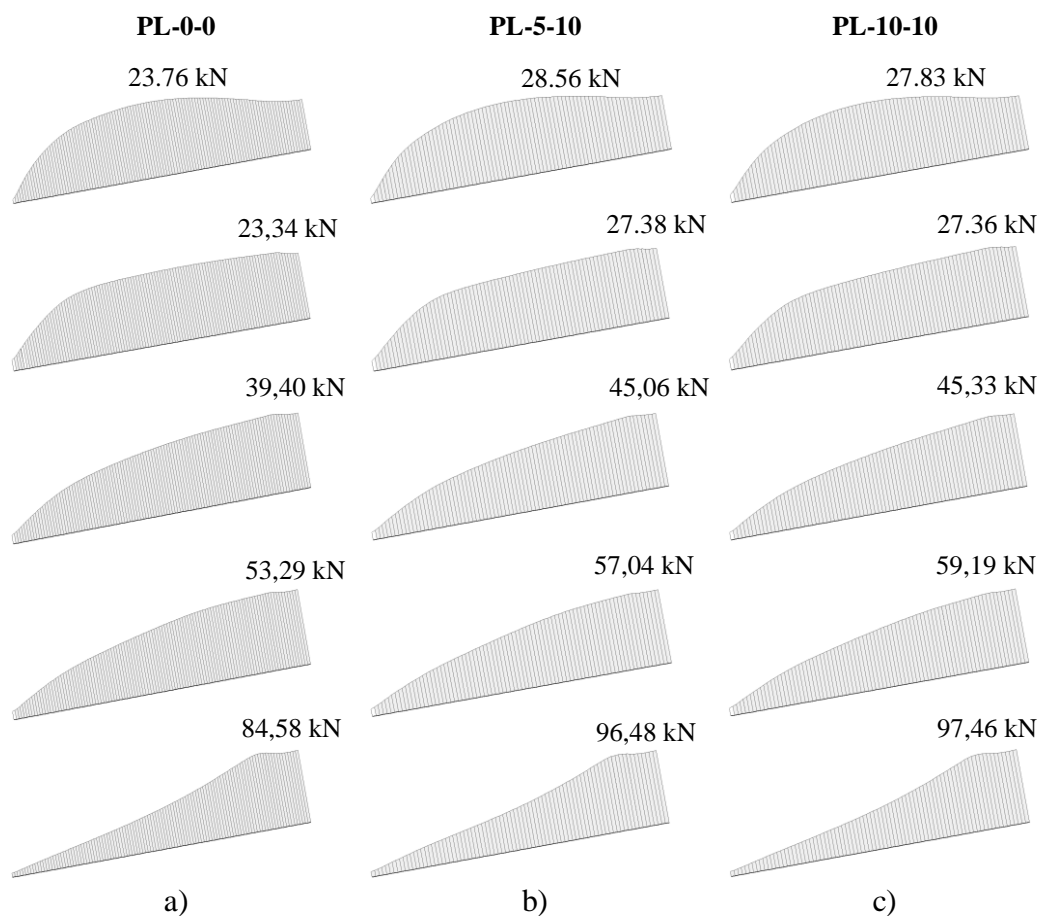 PL-0-0 PL-5-10 PL-10-10
23.76 kN 28.56 kN 27.83 kN
23,34 kN 27.38 kN 27.36 kN
39,40 kN 45,06 kN 45,33 kN
53,29 kN 57,04 kN 59,19 kN
84,58 kN 96,48 kN 97,46 kN
a) b) c)